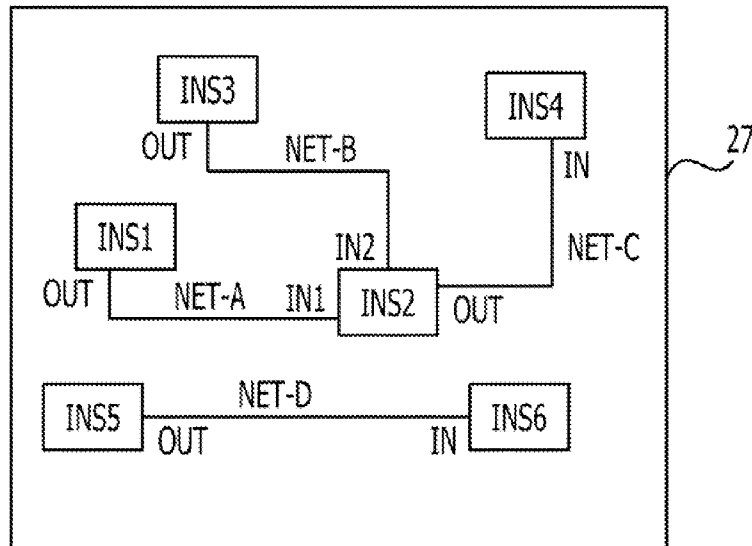 INS3
INS4
OUT
NET-B
IN
27
INS1
IN2
NET-C
OUT
NET-A
IN1
INS2
OUT
NET-D
INS5
INS6
OUT
IN